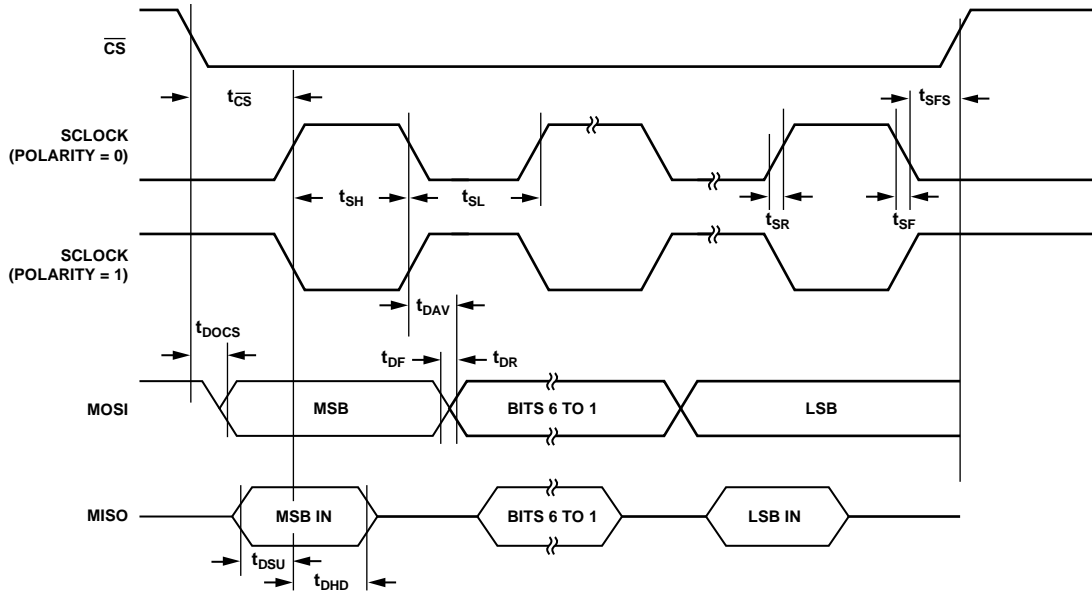 CS
tCS
tSFS
SCLOCK
(POLARITY = 0)
tSH
tSL
tSR
tSF
SCLOCK
(POLARITY = 1)
tDAV
tDOCS
tDF
tDR
MOSI
MSB
BITS 6 TO 1
LSB
MISO
MSB IN
BITS 6 TO 1
LSB IN
tDSU
tDHD